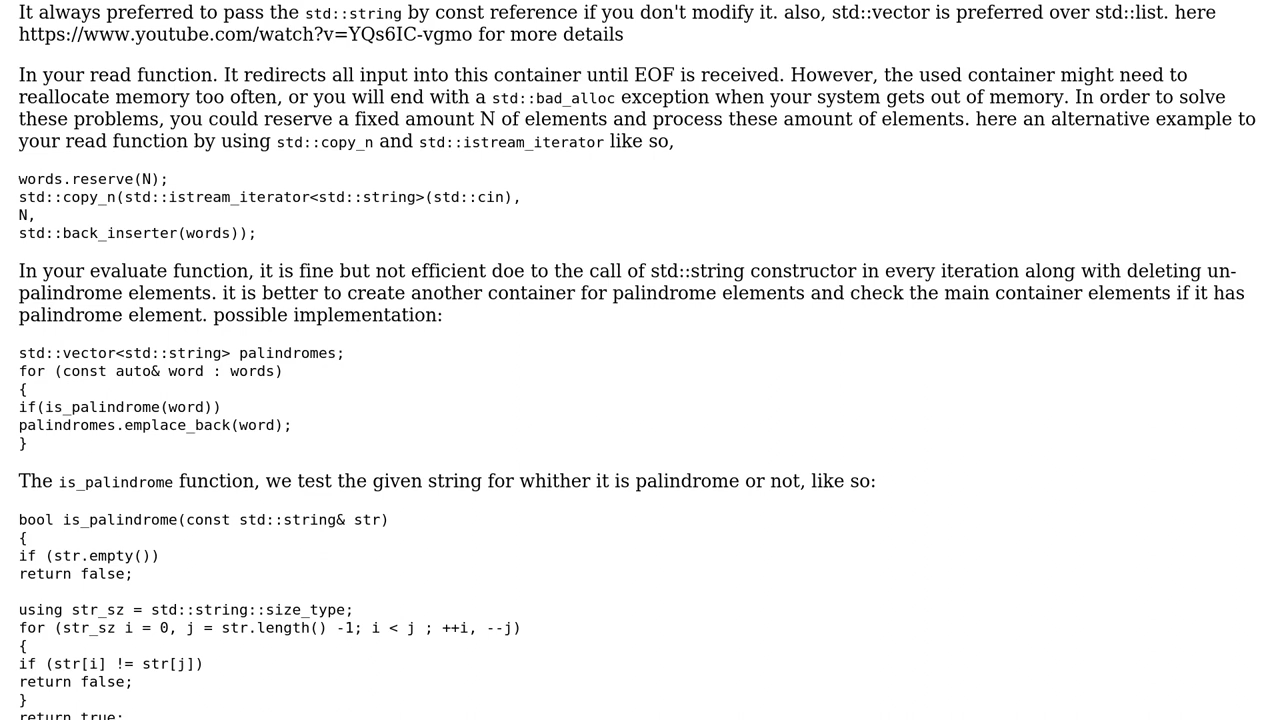 It always preferred to pass the std::string by const reference if you don't modify it. also, std::vector is preferred over std::list. here
https://www.youtube.com/watch?v=YQs6IC-vgmo for more details
In your read function. It redirects all input into this container until EOF is received. However, the used container might need to
reallocate memory too often, or you will end with a std::bad_alloc exception when your system gets out of memory. In order to solve
these problems, you could reserve a fixed amount N of elements and process these amount of elements. here an alternative example to
your read function by using std::copy_n and std::istream_iterator like so,
words.reserve(N);
std::copy_n(std::istream_iterator<std::string>(std::cin),
N,
std::back_inserter(words));
In your evaluate function, it is fine but not efficient doe to the call of std::string constructor in every iteration along with deleting un-
palindrome elements. it is better to create another container for palindrome elements and check the main container elements if it has
palindrome element. possible implementation:
std::vector<std::string> palindromes;
for (const auto& word : words)
{
if(is_palindrome(word))
palindromes.emplace_back(word);
}
The is_palindrome function, we test the given string for whither it is palindrome or not, like so:
bool is_palindrome(const std::string& str)
{
if (str.empty())
return false;
using str_sz = std::string::size_type;
for (str_sz i = 0, j = str.length() -1; i < j ; ++i, --j)
{
if (str[i] != str[j])
return false;
}
return true;